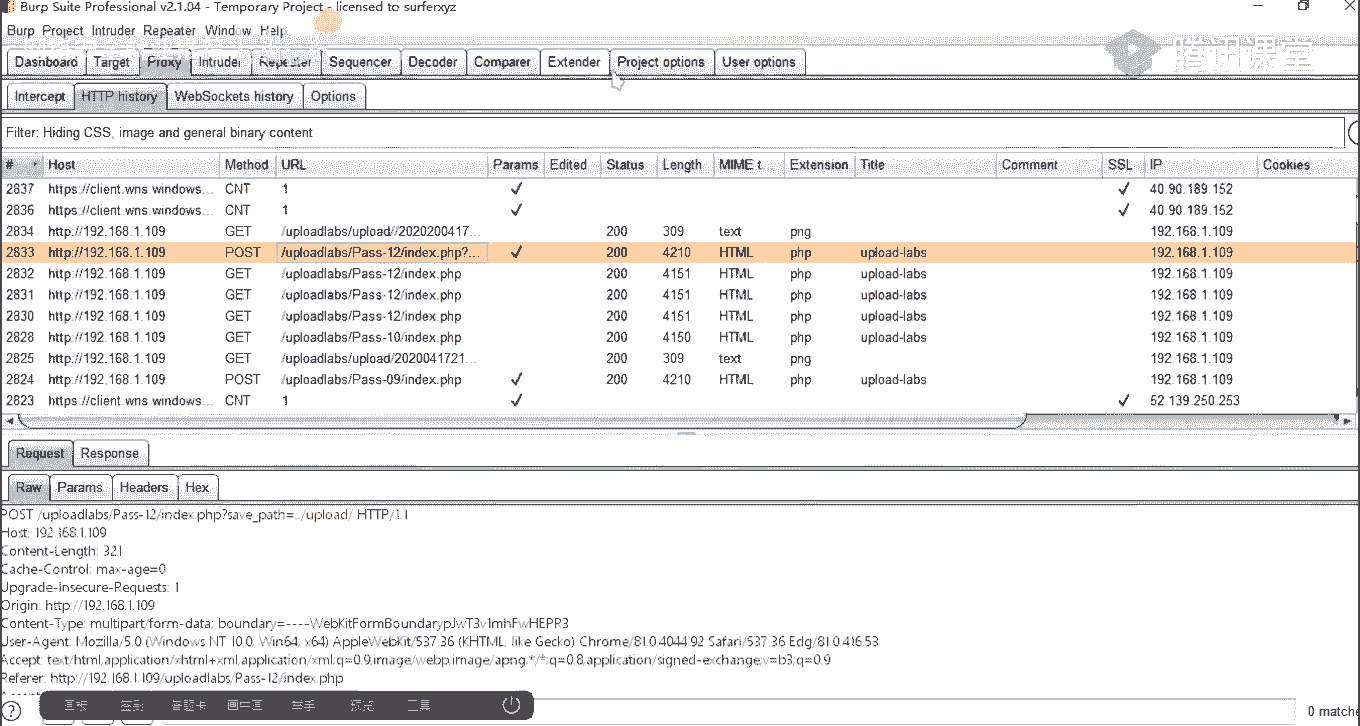 Burp Suite Professional v2.1.04 - Temporary Project - licensed to surferxyz
Burp Project Intruder Repeater Window Help
Dashboard Target Proxy Intruder Repeater Sequencer Decoder Comparer Extender Project options User options
腾讯课堂
Intercept HTTP history WebSockets history Options
Filter: Hiding CSS, image and general binary content
# Host Method URL Params Edited Status Length MIME t... Extension Title Comment SSL IP Cookies
2837 https://client.wns.windows... CNT 1 ✓ ✓ 40.90.189.152
2836 https://client.wns.windows... CNT 1 ✓ ✓ 40.90.189.152
2834 http://192.168.1.109 GET /uploadlabs/upload//2020200417... 200 309 text png 192.168.1.109
2833 http://192.168.1.109 POST /uploadlabs/Pass-12/index.php?... ✓ 200 4210 HTML php upload-labs 192.168.1.109
2832 http://192.168.1.109 GET /uploadlabs/Pass-12/index.php 200 4151 HTML php upload-labs 192.168.1.109
2831 http://192.168.1.109 GET /uploadlabs/Pass-12/index.php 200 4151 HTML php upload-labs 192.168.1.109
2830 http://192.168.1.109 GET /uploadlabs/Pass-12/index.php 200 4151 HTML php upload-labs 192.168.1.109
2828 http://192.168.1.109 GET /uploadlabs/Pass-10/index.php 200 4150 HTML php upload-labs 192.168.1.109
2825 http://192.168.1.109 GET /uploadlabs/upload/2020041721... 200 309 text png 192.168.1.109
2824 http://192.168.1.109 POST /uploadlabs/Pass-09/index.php ✓ 200 4210 HTML php upload-labs 192.168.1.109
2823 https://client.wns.windows... CNT 1 ✓ ✓ 52.139.250.253
Request Response
Raw Params Headers Hex
POST /uploadlabs/Pass-12/index.php?save_path=../upload/ HTTP/1.1
Host: 192.168.1.109
Content-Length: 321
Cache-Control: max-age=0
Upgrade-Insecure-Requests: 1
Origin: http://192.168.1.109
Content-Type: multipart/form-data; boundary=----WebKitFormBoundarypJwT3v1mhFwHEPR3
User-Agent: Mozilla/5.0 (Windows NT 10.0; Win64; x64) AppleWebKit/537.36 (KHTML, like Gecko) Chrome/81.0.4044.92 Safari/537.36 Edg/81.0.416.53
Accept: text/html,application/xhtml+xml,application/xml;q=0.9,image/webp,image/apng,*/*;q=0.8,application/signed-exchange;v=b3;q=0.9
Referer: http://192.168.1.109/uploadlabs/Pass-12/index.php
画板 签到 答题卡 画中画 举手 预览 工具
? 0 matche